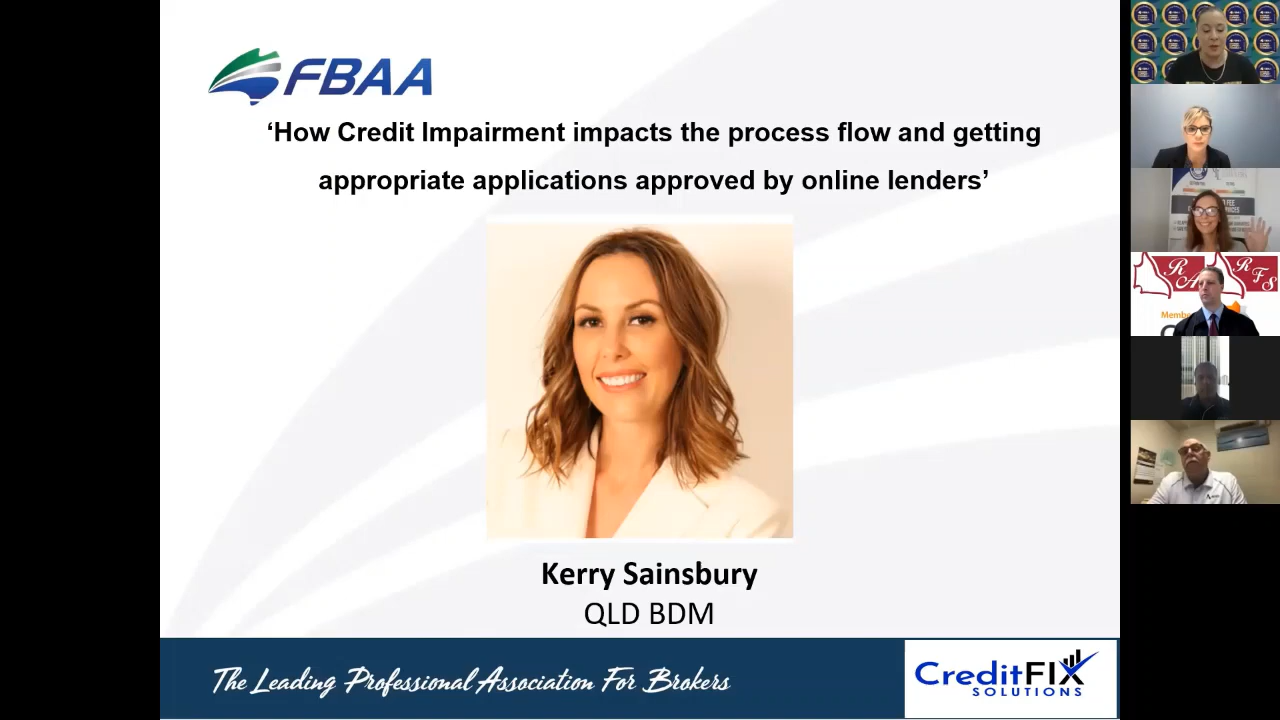 FBAA
‘How Credit Impairment impacts the process flow and getting
appropriate applications approved by online lenders’
Kerry Sainsbury
QLD BDM
The Leading Professional Association For Brokers
CreditFIX
SOLUTIONS
R
A
R
F
S